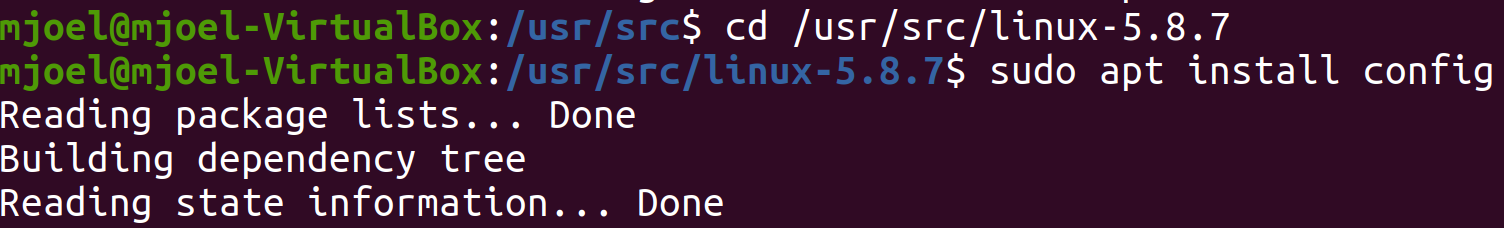 mjoel@mjoel-VirtualBox:/usr/src$ cd /usr/src/linux-5.8.7
mjoel@mjoel-VirtualBox:/usr/src/linux-5.8.7$ sudo apt install config
Reading package lists... Done
Building dependency tree
Reading state information... Done